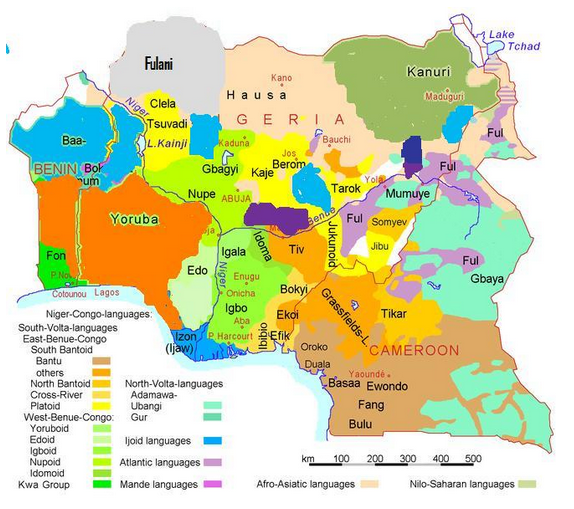 Lake
Tchad
Fulani
Kanuri
Kano
Hausa
Maduguri
Niger
Clela
Tsuvadi
NIGERIA
Ful
Baa-
L.Kainji
Kaduna
Bauchi
Jos
BENIN
Bok
num
Gbagyi
Kaje
Berom
Yola
Ful
Nupe
ABUJA
Tarok
Mumuye
Yoruba
Benue
Ful
Somyev
Jukunoid
Jibu
Fon
Edo
Igala
Idoma
Tiv
Niger
Ful
Gbaya
P.No
Enugu
Onicha
Bokyi
Cotounou
Lagos
Igbo
Grassfields-L.
Aba
Ekoi
Tikar
Izon
(Ijaw)
P.Harcourt
Ibibio
Efik
Oroko
CAMEROON
Duala
Yaoundé
Basaa
Ewondo
Fang
Bulu
Niger-Congo-languages:
South-Volta-languages
East-Benue-Congo
South Bantoid
Bantu
others
North Bantoid
Cross-River
Platoid
West-Benue-Congo:
Yoruboid
Edoid
Igboid
Nupoid
Idomoid
Kwa Group
North-Volta-languages
Adamawa-
Ubangi
Gur
Ijoid languages
Atlantic languages
Mande languages
km 100 200 300 400 500
Afro-Asiatic languages
Nilo-Saharan languages